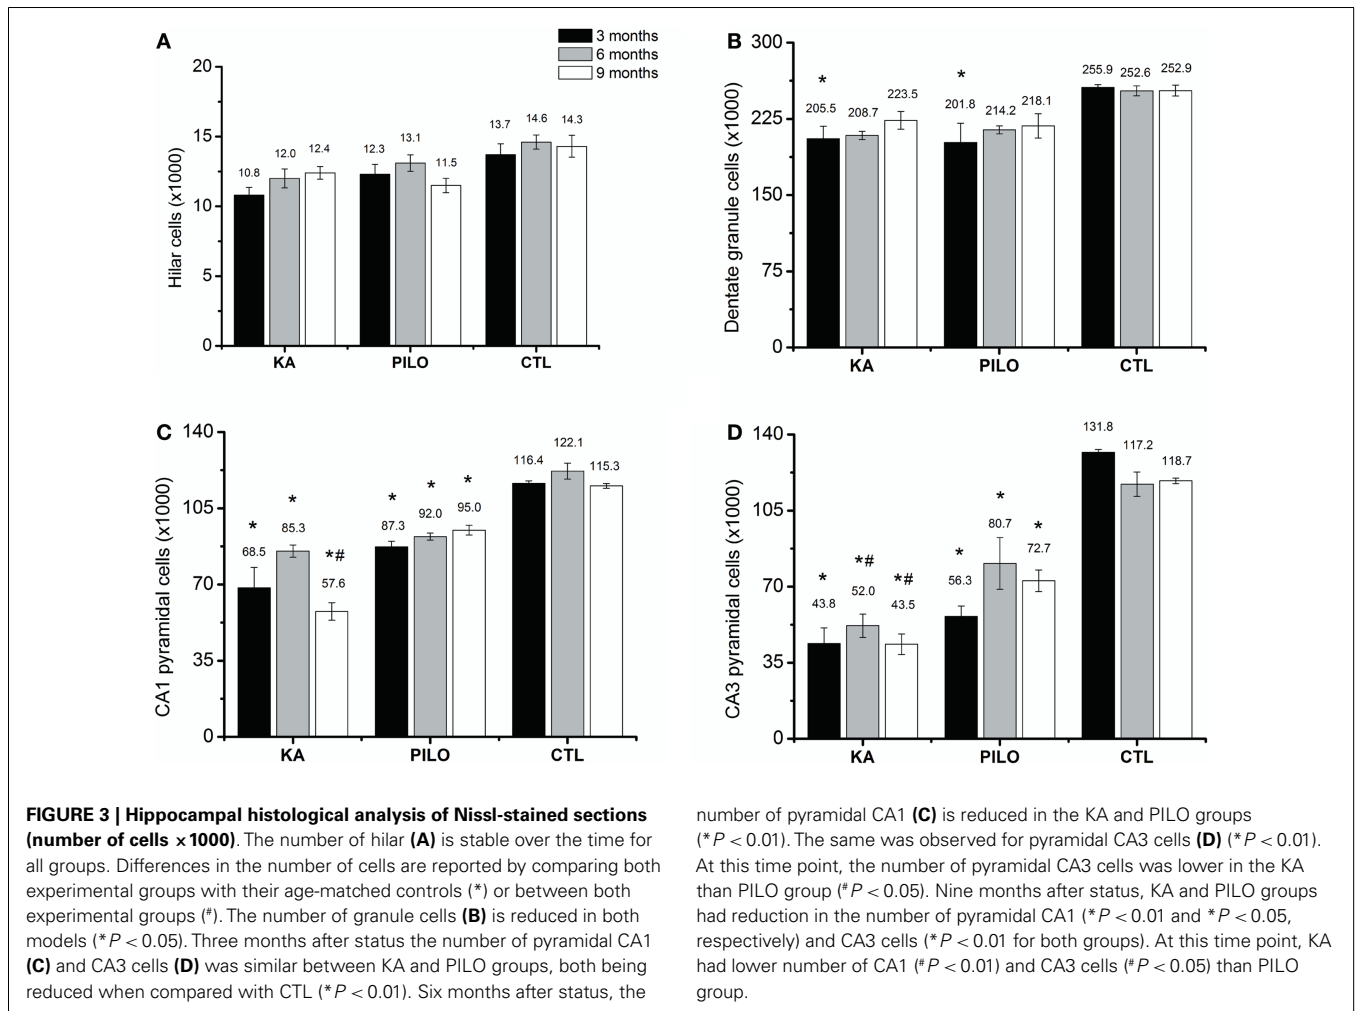 A
3 months
6 months
9 months
Hilar cells (x1000)
20
15
10
5
0
10.8
12.0
12.4
12.3
13.1
11.5
13.7
14.6
14.3
KA
PILO
CTL
B
Dentate granule cells (x1000)
300
225
150
75
0
*
205.5
208.7
223.5
*
201.8
214.2
218.1
255.9
252.6
252.9
KA
PILO
CTL
C
CA1 pyramidal cells (x1000)
140
105
70
35
0
*
68.5
*
85.3
*#
57.6
*
87.3
*
92.0
*
95.0
116.4
122.1
115.3
KA
PILO
CTL
D
CA3 pyramidal cells (x1000)
140
105
70
35
0
*
43.8
*#
52.0
*#
43.5
*
56.3
*
80.7
*
72.7
131.8
117.2
118.7
KA
PILO
CTL
FIGURE 3 | Hippocampal histological analysis of Nissl-stained sections
(number of cells ×1000). The number of hilar (A) is stable over the time for
all groups. Differences in the number of cells are reported by comparing both
experimental groups with their age-matched controls (*) or between both
experimental groups (#). The number of granule cells (B) is reduced in both
models (*P < 0.05). Three months after status the number of pyramidal CA1
(C) and CA3 cells (D) was similar between KA and PILO groups, both being
reduced when compared with CTL (*P < 0.01). Six months after status, the
number of pyramidal CA1 (C) is reduced in the KA and PILO groups
(*P < 0.01). The same was observed for pyramidal CA3 cells (D) (*P < 0.01).
At this time point, the number of pyramidal CA3 cells was lower in the KA
than PILO group (#P < 0.05). Nine months after status, KA and PILO groups
had reduction in the number of pyramidal CA1 (*P < 0.01 and *P < 0.05,
respectively) and CA3 cells (*P < 0.01 for both groups). At this time point, KA
had lower number of CA1 (#P < 0.01) and CA3 cells (#P < 0.05) than PILO
group.